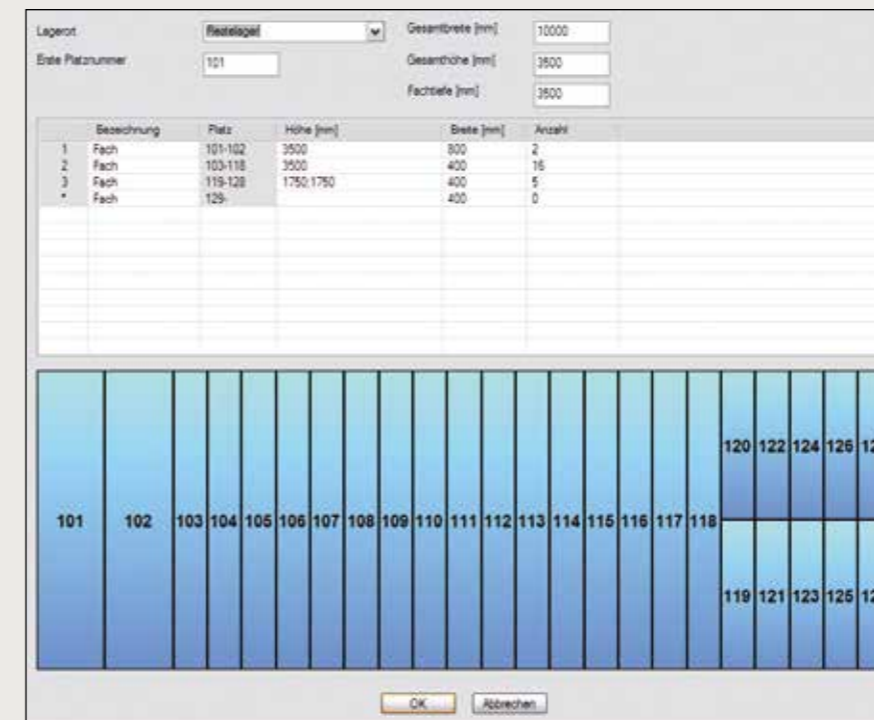 Lagerort Restelager Gesamtbreite [mm] 10000
Erste Platznummer 101 Gesamthöhe [mm] 3500
Fachtiefe [mm] 3500
Bezeichnung Platz Höhe [mm] Breite [mm] Anzahl
1 Fach 101-102 3500 800 2
2 Fach 103-118 3500 400 16
3 Fach 119-128 1750;1750 400 5
* Fach 129- 400 0
120 122 124 126 12
101 102 103 104 105 106 107 108 109 110 111 112 113 114 115 116 117 118
119 121 123 125 12
OK Abbrechen